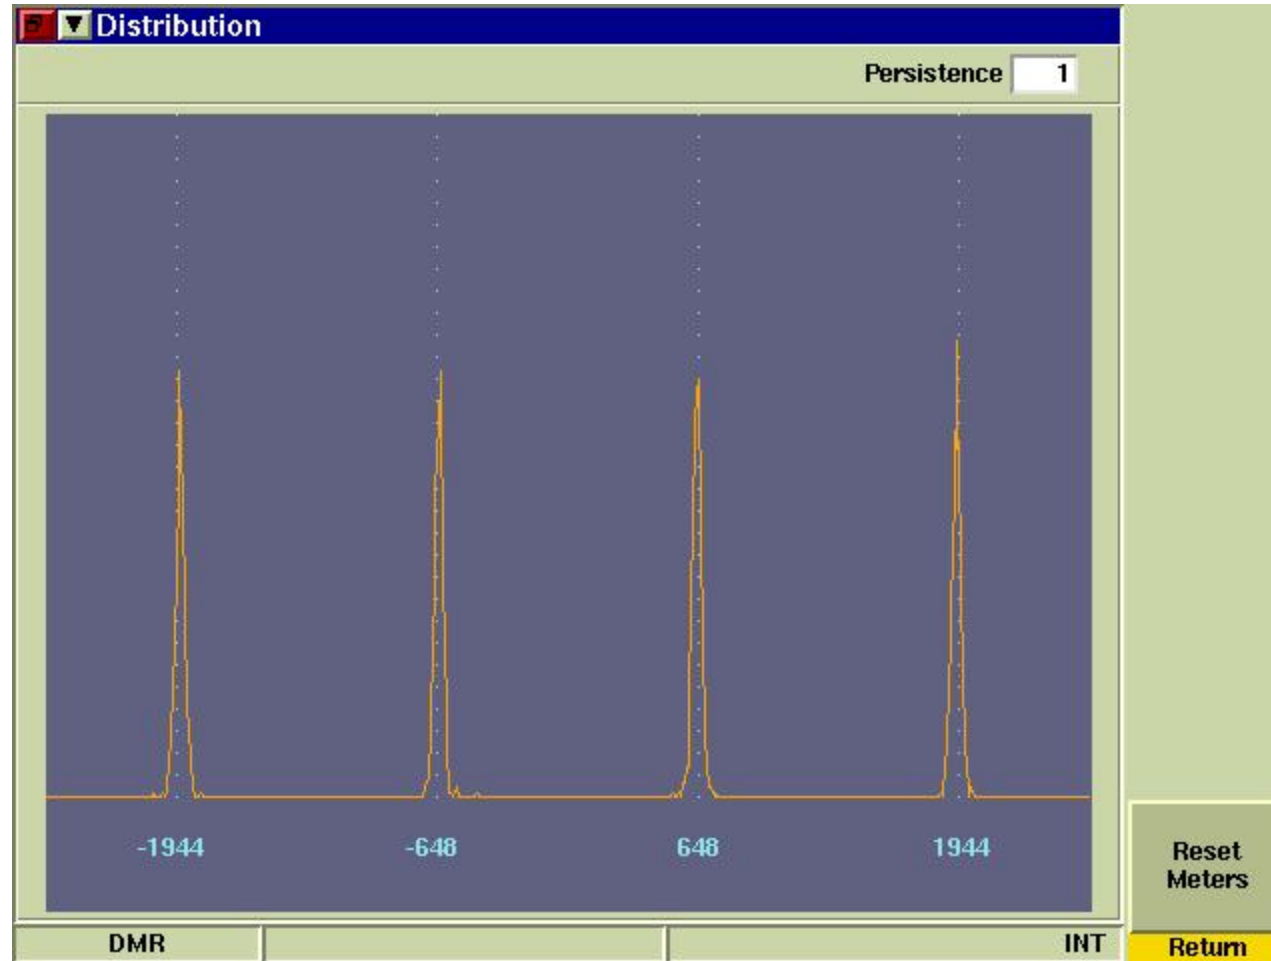 Distribution
Persistence 1
-1944 -648 648 1944
Reset
Meters
DMR INT Return